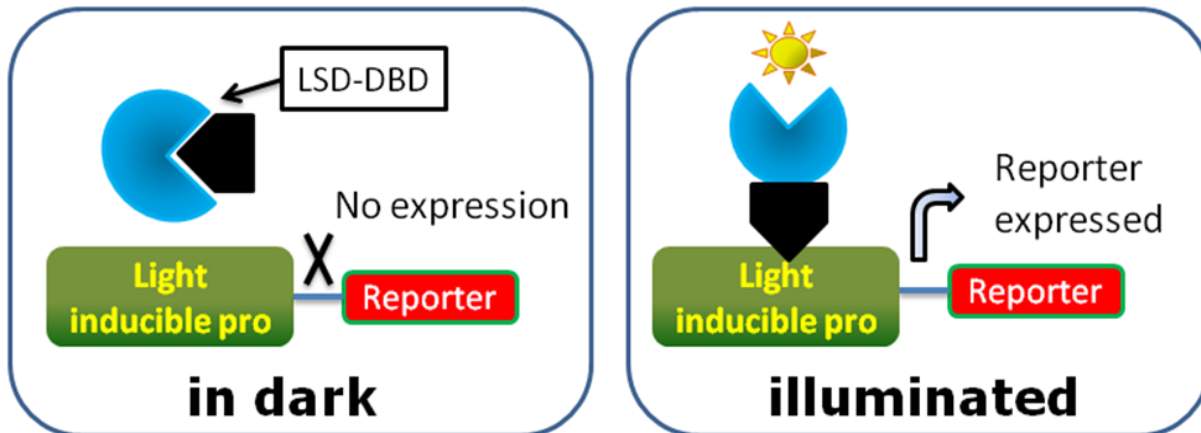 LSD-DBD
No expression
Light
inducible pro
Reporter
in dark
Reporter
expressed
Light
inducible pro
Reporter
illuminated